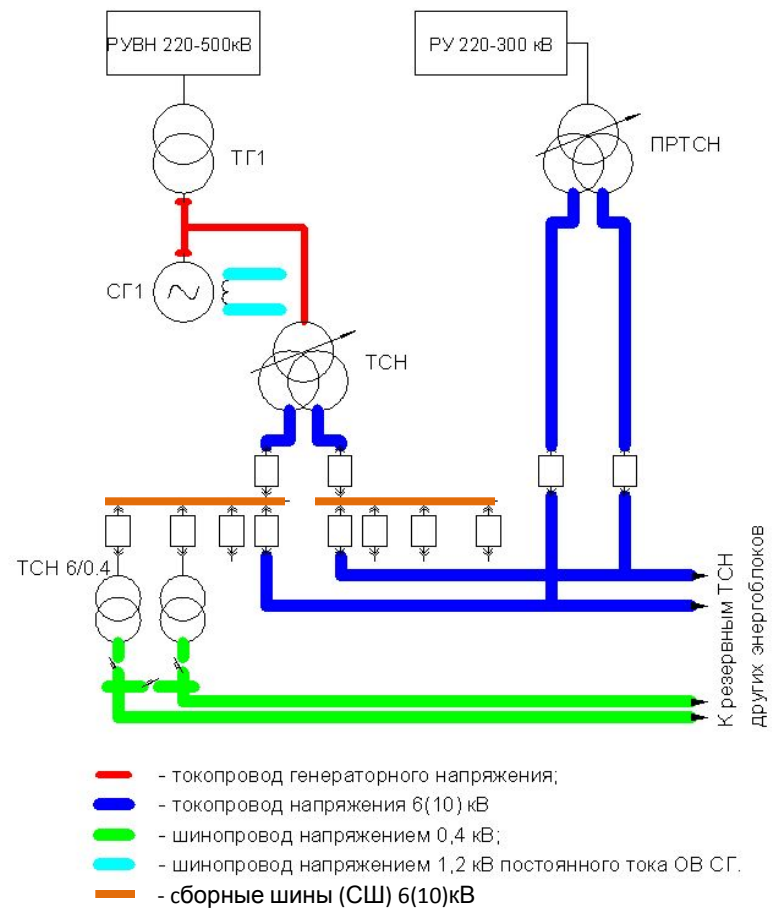 РУВН 220-500кВ
РУ 220-300 кВ
ТГ1
ПРТСН
СГ1
ТСН
ТСН 6/0.4
К резервным ТСН
других энергоблоков
- токопровод генераторного напряжения;
- токопровод напряжения 6(10) кВ
- шинопровод напряжением 0,4 кВ;
- шинопровод напряжением 1,2 кВ постоянного тока ОВ СГ.
- сборные шины (СШ) 6(10)кВ